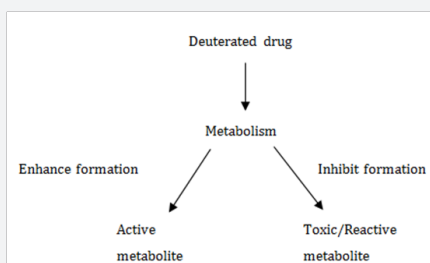 Deuterated drug
Metabolism
Enhance formation
Inhibit formation
Active
metabolite
Toxic/Reactive
metabolite